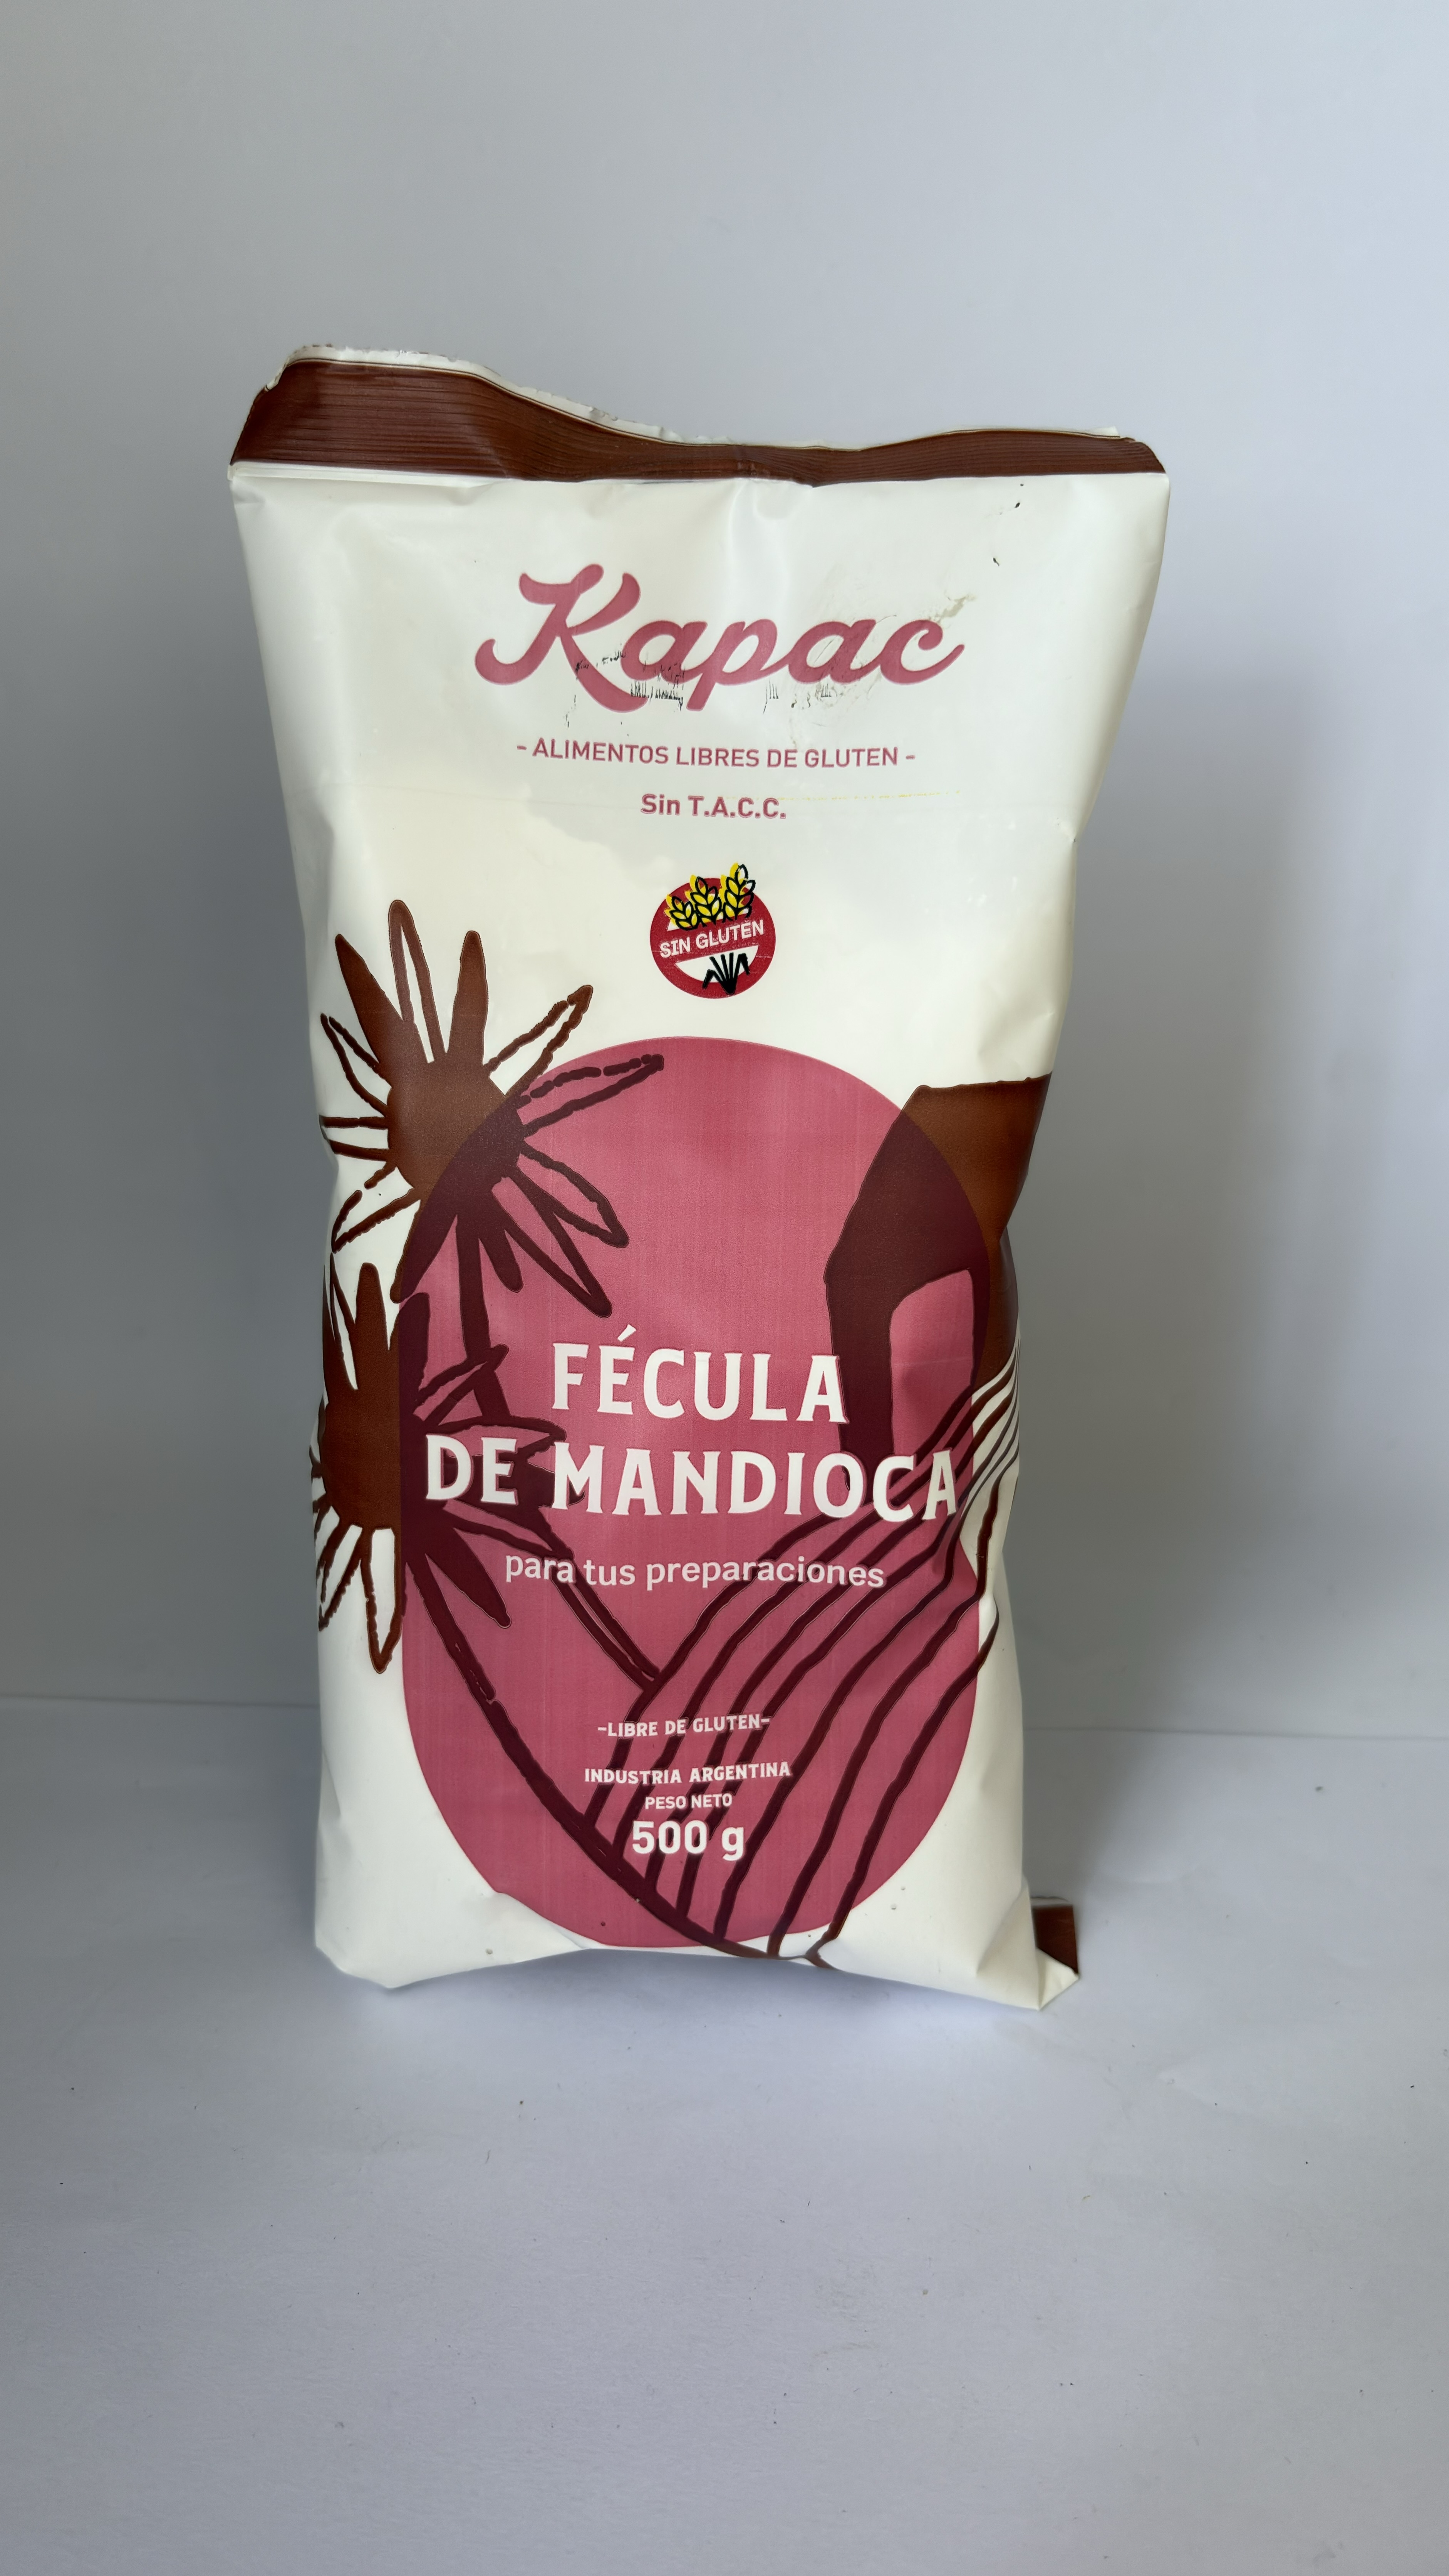 Kapac
- ALIMENTOS LIBRES DE GLUTEN -
Sin T.A.C.C.
SIN GLUTEN
FÉCULA
DE MANDIOCA
para tus preparaciones
-LIBRE DE GLUTEN-
INDUSTRIA ARGENTINA
PESO NETO
500 g